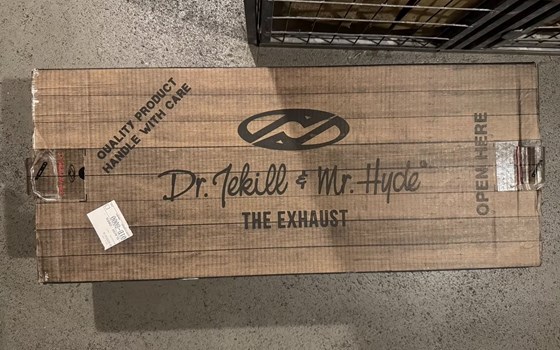 QUALITY PRODUCT
HANDLE WITH CARE
Dr. Jekill & Mr. Hyde®
THE EXHAUST
OPEN HERE